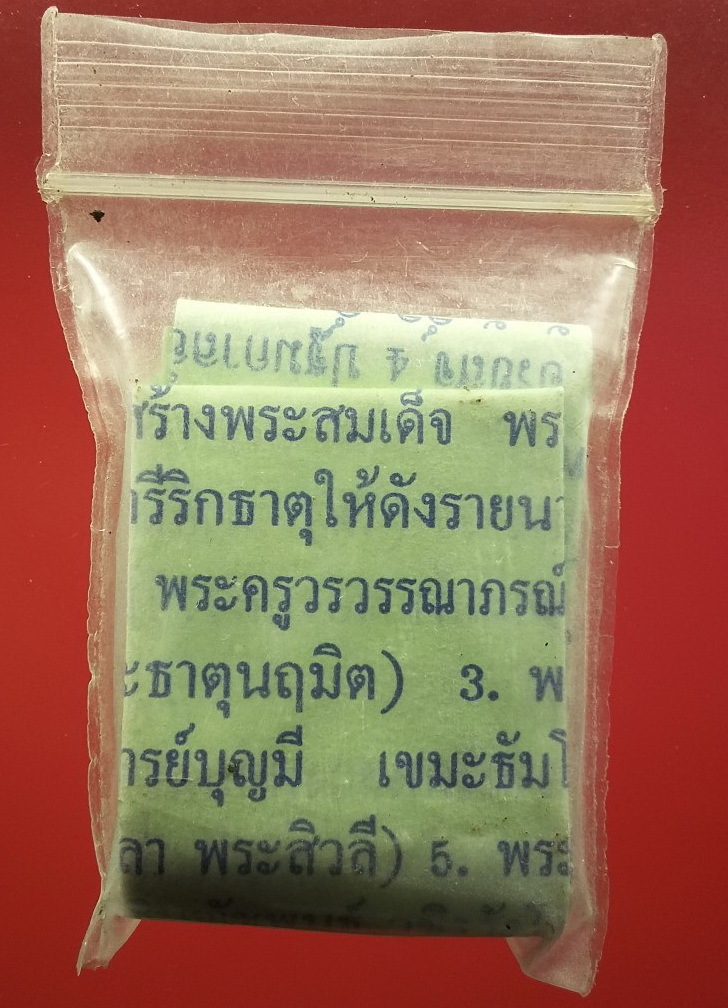 สร้างพระสมเด็จ พร
รีริกธาตุให้ดังรายนา
พระครูวรวรรณาภรณ์
ะธาตุนฤมิต) 3. พ
ารย์บุญมี เขมะธัมโ
ลา พระสิวลี) 5. พระ